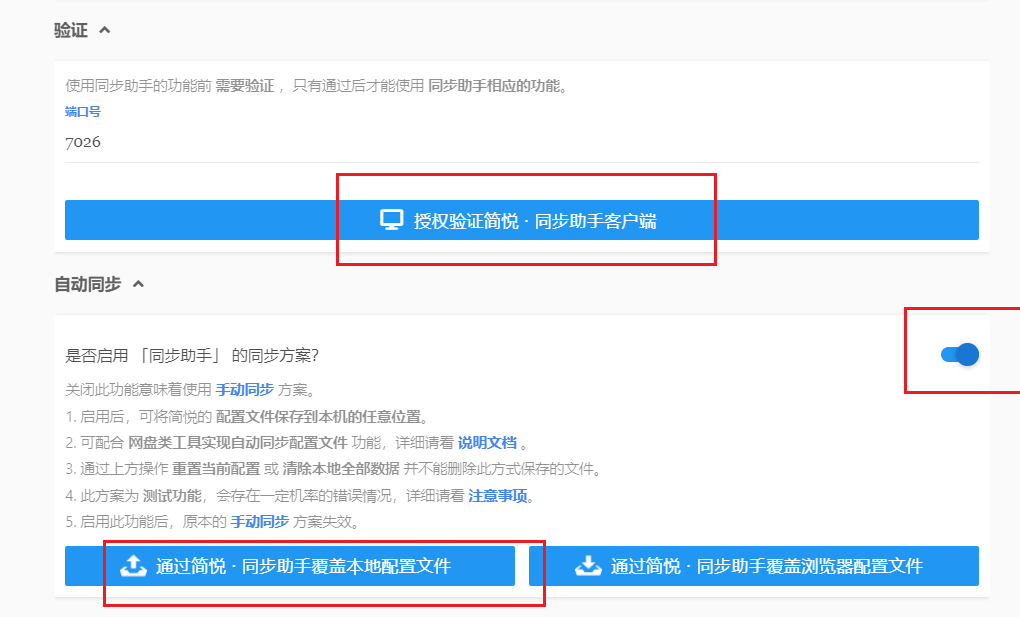 验证
使用同步助手的功能前 需要验证 ，只有通过后才能使用 同步助手相应的功能。
端口号
7026
授权验证简悦 · 同步助手客户端
自动同步
是否启用 「同步助手」 的同步方案?
关闭此功能意味着使用 手动同步 方案。
1. 启用后，可将简悦的 配置文件保存到本机的任意位置。
2. 可配合 网盘类工具实现自动同步配置文件 功能，详细请看 说明文档 。
3. 通过上方操作 重置当前配置 或 清除本地全部数据 并不能删除此方式保存的文件。
4. 此方案为 测试功能，会存在一定机率的错误情况，详细请看 注意事项。
5. 启用此功能后，原本的 手动同步 方案失效。
通过简悦 · 同步助手覆盖本地配置文件
通过简悦 · 同步助手覆盖浏览器配置文件